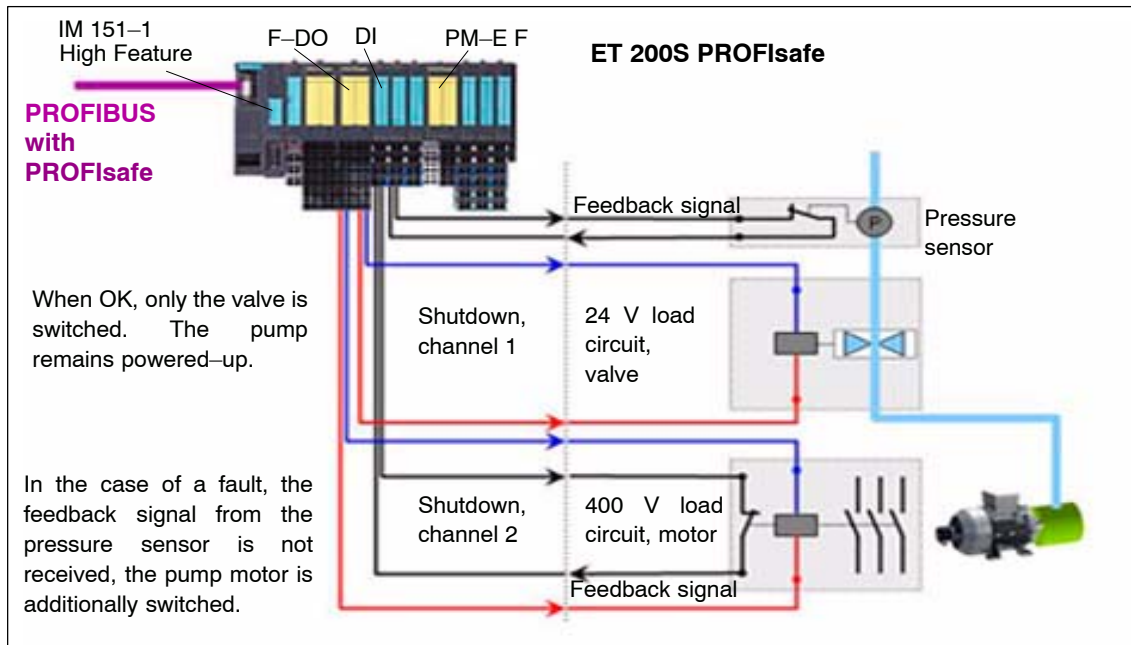 IM 151–1
High Feature
F–DO
DI
PM–E F
ET 200S PROFIsafe
PROFIBUS
with
PROFIsafe
Feedback signal
P
Pressure
sensor
When OK, only the valve is
switched. The pump
remains powered–up.
Shutdown,
channel 1
24 V load
circuit,
valve
In the case of a fault, the
feedback signal from the
pressure sensor is not
received, the pump motor is
additionally switched.
Shutdown,
channel 2
400 V load
circuit, motor
Feedback signal